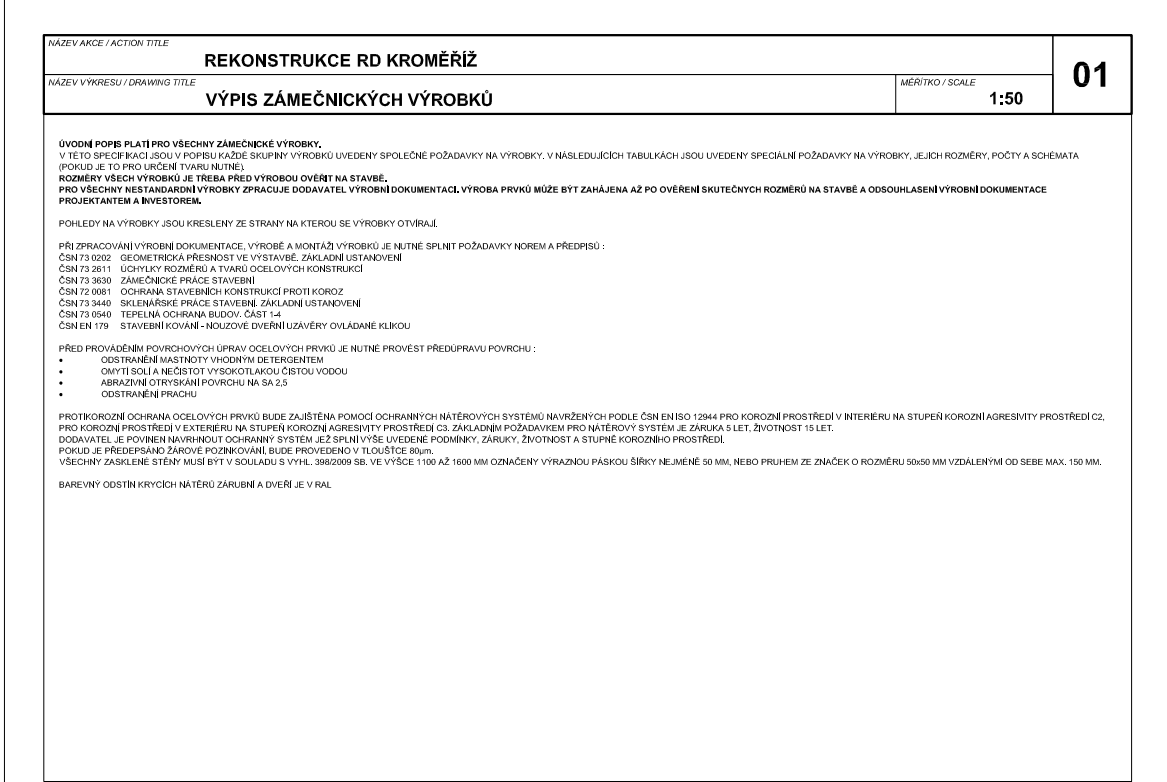 NÁZEV AKCE / ACTION TITLE
REKONSTRUKCE RD KROMĚŘÍŽ
01
NÁZEV VÝKRESU / DRAWING TITLE
MĚŘÍTKO / SCALE
VÝPIS ZÁMEČNICKÝCH VÝROBKŮ
1:50
ÚVODNÍ POPIS PLATÍ PRO VŠECHNY ZÁMEČNICKÉ VÝROBKY.
V TÉTO SPECIFIKACI JSOU V POPISU KAŽDÉ SKUPINY VÝROBKŮ UVEDENY SPOLEČNÉ POŽADAVKY NA VÝROBKY. V NÁSLEDUJÍCÍCH TABULKÁCH JSOU UVEDENY SPECIÁLNÍ POŽADAVKY NA VÝROBKY, JEJICH ROZMĚRY, POČTY A SCHÉMATA
(POKUD JE TO PRO URČENÍ TVARU NUTNÉ).
ROZMĚRY VŠECH VÝROBKŮ JE TŘEBA PŘED VÝROBOU OVĚŘIT NA STAVBĚ.
PRO VŠECHNY NESTANDARDNÍ VÝROBKY ZPRACUJE DODAVATEL VÝROBNÍ DOKUMENTACI. VÝROBA PRVKŮ MŮŽE BÝT ZAHÁJENA AŽ PO OVĚŘENÍ SKUTEČNYCH ROZMĚRŮ NA STAVBĚ A ODSOUHLASENÍ VÝROBNÍ DOKUMENTACE
PROJEKTANTEM A INVESTOREM.
POHLEDY NA VÝROBKY JSOU KRESLENY ZE STRANY NA KTEROU SE VÝROBKY OTVÍRAJÍ.
PŘI ZPRACOVÁNÍ VÝROBNÍ DOKUMENTACE, VÝROBĚ A MONTÁŽI VÝROBKŮ JE NUTNÉ SPLNIT POŽADAVKY NOREM A PŘEDPISŮ :
ČSN 73 0202 GEOMETRICKÁ PŘESNOST VE VÝSTAVBĚ. ZÁKLADNÍ USTANOVENÍ
ČSN 73 2611 ÚCHYLKY ROZMĚRŮ A TVARŮ OCELOVÝCH KONSTRUKCÍ
ČSN 73 3630 ZÁMEČNICKÉ PRÁCE STAVEBNÍ
ČSN 72 0081 OCHRANA STAVEBNÍCH KONSTRUKCÍ PROTI KOROZ
ČSN 73 3440 SKLENÁŘSKÉ PRÁCE STAVEBNÍ. ZÁKLADNÍ USTANOVENÍ
ČSN 73 0540 TEPELNÁ OCHRANA BUDOV. ČÁST 1-4
ČSN EN 179 STAVEBNÍ KOVÁNÍ - NOUZOVÉ DVEŘNÍ UZÁVĚRY OVLÁDANÉ KLIKOU
PŘED PROVÁDĚNÍM POVRCHOVÝCH ÚPRAV OCELOVÝCH PRVKŮ JE NUTNÉ PROVÉST PŘEDÚPRAVU POVRCHU :
• ODSTRANĚNÍ MASTNOTY VHODNÝM DETERGENTEM
• OMYTÍ SOLÍ A NEČISTOT VYSOKOTLAKOU ČISTOU VODOU
• ABRAZIVNÍ OTRYSKÁNÍ POVRCHU NA SA 2,5
• ODSTRANĚNÍ PRACHU
PROTIKOROZNÍ OCHRANA OCELOVÝCH PRVKŮ BUDE ZAJIŠTĚNA POMOCÍ OCHRANNÝCH NÁTĚROVÝCH SYSTÉMŮ NAVRŽENÝCH PODLE ČSN EN ISO 12944 PRO KOROZNÍ PROSTŘEDÍ V INTERIÉRU NA STUPEŇ KOROZNÍ AGRESIVITY PROSTŘEDÍ C2,
PRO KOROZNÍ PROSTŘEDÍ V EXTERIÉRU NA STUPEŇ KOROZNÍ AGRESIVITY PROSTŘEDÍ C3. ZÁKLADNÍM POŽADAVKEM PRO NÁTĚROVÝ SYSTÉM JE ZÁRUKA 5 LET, ŽIVOTNOST 15 LET.
DODAVATEL JE POVINEN NAVRHNOUT OCHRANNÝ SYSTÉM JEŽ SPLNÍ VÝŠE UVEDENÉ PODMÍNKY, ZÁRUKY, ŽIVOTNOST A STUPNĚ KOROZNÍHO PROSTŘEDÍ.
POKUD JE PŘEDEPSÁNO ŽÁROVÉ POZINKOVÁNÍ, BUDE PROVEDENO V TLOUŠŤCE 80µm.
VŠECHNY ZASKLENÉ STĚNY MUSÍ BÝT V SOULADU S VYHL. 398/2009 SB. VE VÝŠCE 1100 AŽ 1600 MM OZNAČENY VÝRAZNOU PÁSKOU ŠÍŘKY NEJMÉNĚ 50 MM, NEBO PRUHEM ZE ZNAČEK O ROZMĚRU 50x50 MM VZDÁLENÝMI OD SEBE MAX. 150 MM.
BAREVNÝ ODSTÍN KRYCÍCH NÁTĚRŮ ZÁRUBNÍ A DVEŘÍ JE V RAL